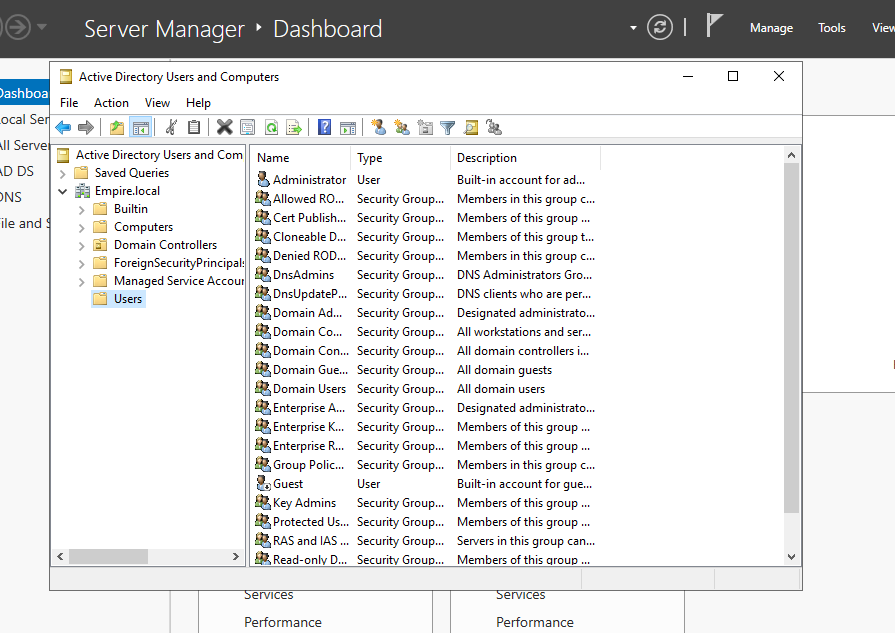 Server Manager ‣ Dashboard
Manage Tools View
Dashboa
ocal Ser
All Server
AD DS
DNS
ile and S
Active Directory Users and Computers
File Action View Help
Active Directory Users and Com
Saved Queries
Empire.local
Builtin
Computers
Domain Controllers
ForeignSecurityPrincipals
Managed Service Accour
Users
Name Type Description
Administrator User Built-in account for ad...
Allowed RO... Security Group... Members in this group c...
Cert Publish... Security Group... Members of this group ...
Cloneable D... Security Group... Members of this group t...
Denied ROD... Security Group... Members in this group c...
DnsAdmins Security Group... DNS Administrators Gro...
DnsUpdateP... Security Group... DNS clients who are per...
Domain Ad... Security Group... Designated administrato...
Domain Co... Security Group... All workstations and ser...
Domain Con... Security Group... All domain controllers i...
Domain Gue... Security Group... All domain guests
Domain Users Security Group... All domain users
Enterprise A... Security Group... Designated administrato...
Enterprise K... Security Group... Members of this group ...
Enterprise R... Security Group... Members of this group ...
Group Polic... Security Group... Members in this group c...
Guest User Built-in account for gue...
Key Admins Security Group... Members of this group ...
Protected Us... Security Group... Members of this group ...
RAS and IAS ... Security Group... Servers in this group can...
Read-only D... Security Group... Members of this group ...
Services Services
Performance Performance